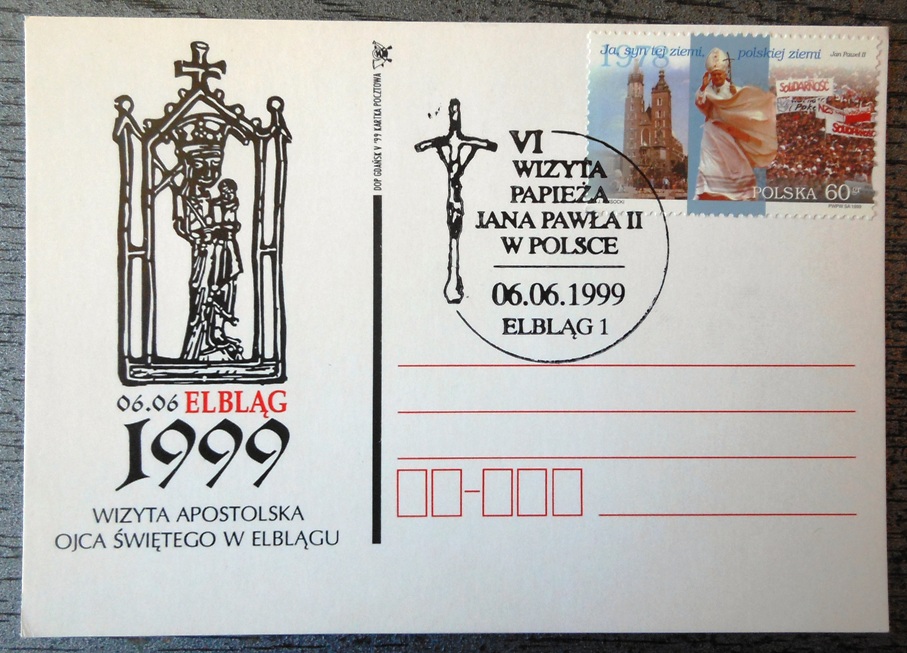 06.06 ELBLĄG
1999
WIZYTA APOSTOLSKA
OJCA ŚWIĘTEGO W ELBLĄGU
DOP GDAŃSK V '99 KARTKA POCZTOWA
VI
WIZYTA
PAPIEŻA
JANA PAWŁA II
W POLSCE
06.06.1999
ELBLĄG 1
1978
Ja, syn tej ziemi, polskiej ziemi Jan Paweł II
SOLIDARNOŚĆ
SOLIDARNOŚĆ
POLSKA 60 gr